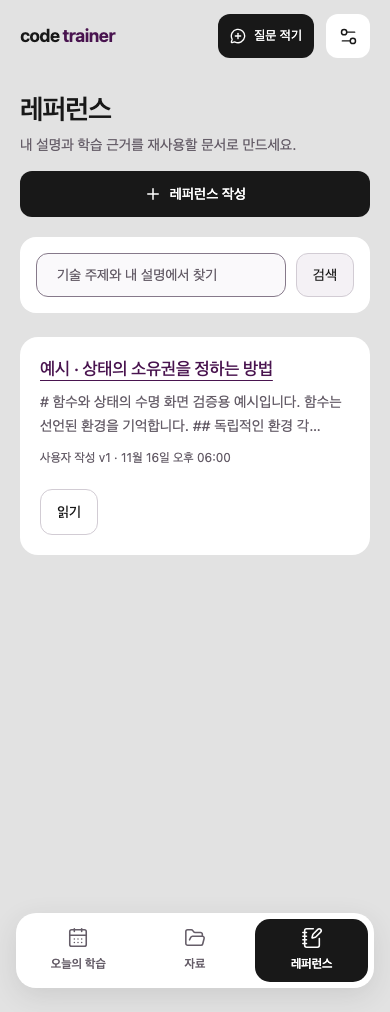 code trainer
질문 적기
레퍼런스
내 설명과 학습 근거를 재사용할 문서로 만드세요.
레퍼런스 작성
기술 주제와 내 설명에서 찾기
검색
예시 · 상태의 소유권을 정하는 방법
# 함수와 상태의 수명 화면 검증용 예시입니다. 함수는
선언된 환경을 기억합니다. ## 독립적인 환경 각...
사용자 작성 v1 · 11월 16일 오후 06:00
읽기
오늘의 학습
자료
레퍼런스